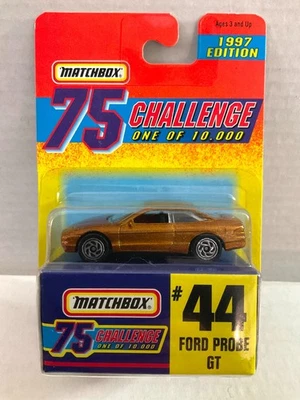 Ages 3 and Up
1997
EDITION
MATCHBOX
75 CHALLENGE
ONE OF 10,000
MATCHBOX
75 CHALLENGE
ONE OF 10,000
#44
FORD PROBE
GT